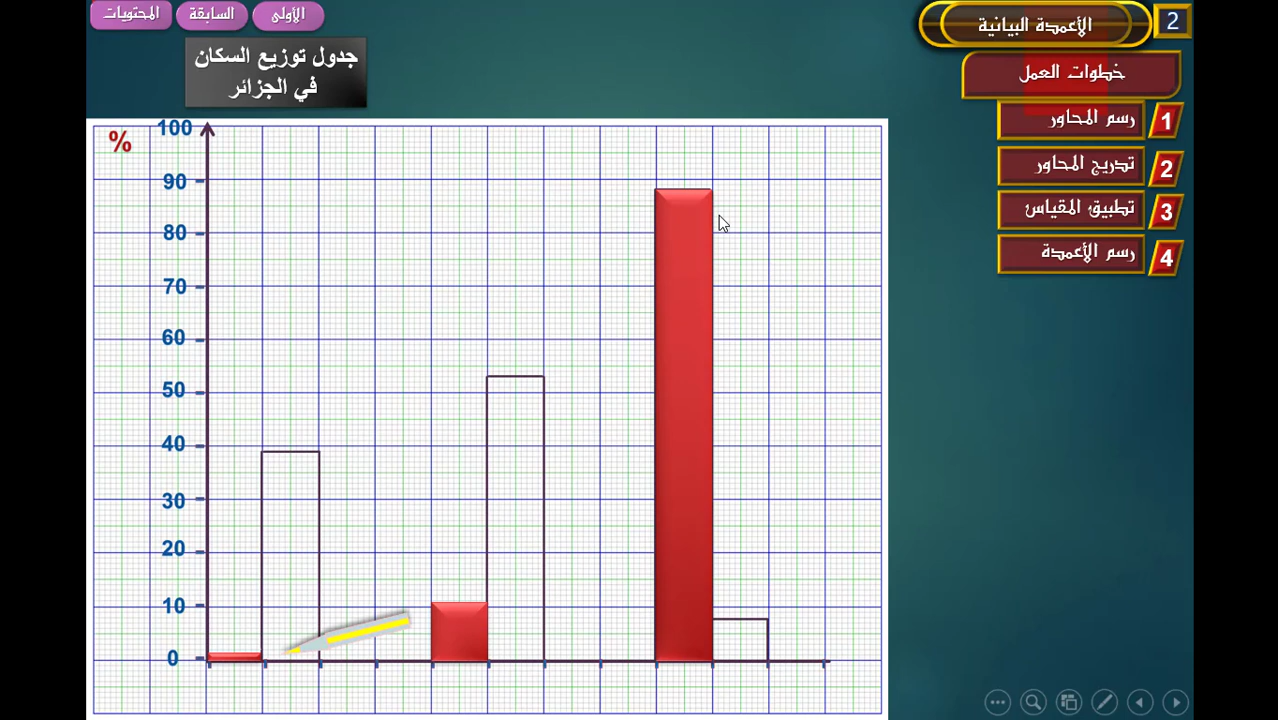 2
الأعمدة البيانية
خطوات العمل
1 رسم المحاور
2 تدريج المحاور
3 تطبيق المقياس
4 رسم الأعمدة
الأولى
السابقة
المحتويات
جدول توزيع السكان
في الجزائر
%
100
90
80
70
60
50
40
30
20
10
0